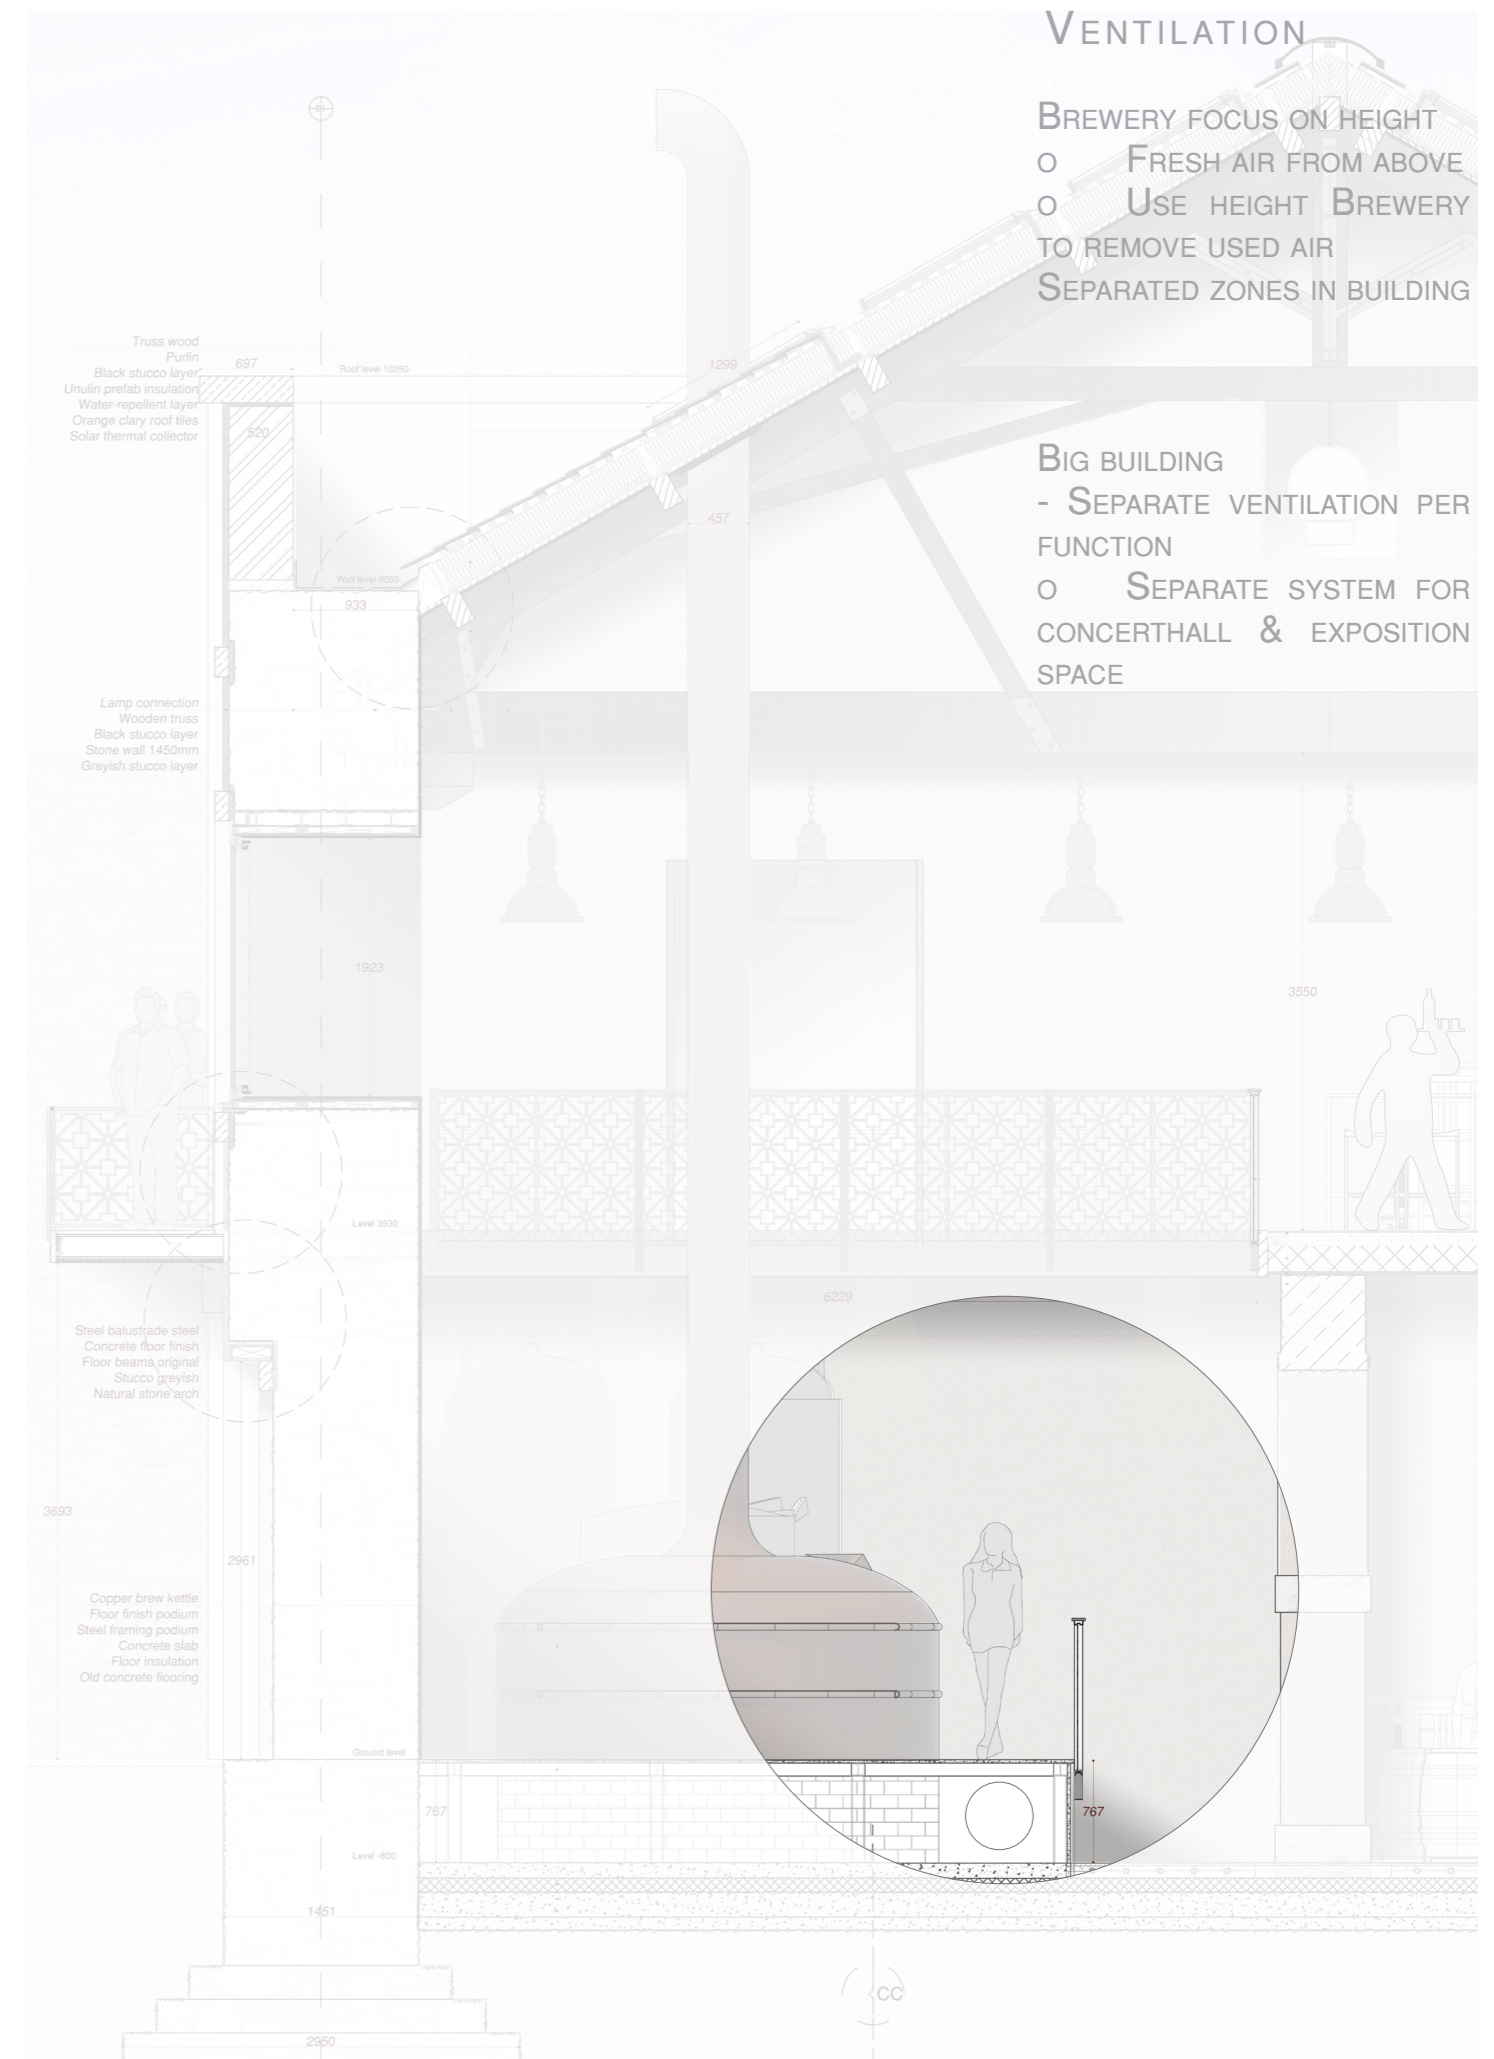 VENTILATION
BREWERY FOCUS ON HEIGHT
O FRESH AIR FROM ABOVE
O USE HEIGHT BREWERY
TO REMOVE USED AIR
SEPARATED ZONES IN BUILDING
Truss wood
Purlin
Black stucco layer
Unulin prefab insulation
Water-repellent layer
Orange clary roof tiles
Solar thermal collector
697
Roof level 10250
1299
520
BIG BUILDING
- SEPARATE VENTILATION PER
FUNCTION
O SEPARATE SYSTEM FOR
CONCERTHALL & EXPOSITION
SPACE
457
Wall level 8050
933
Lamp connection
Wooden truss
Black stucco layer
Stone wall 1450mm
Greyish stucco layer
1923
3550
Level 3930
6229
Steel balustrade steel
Concrete floor finish
Floor beams original
Stucco greyish
Natural stone arch
3693
2961
Copper brew kettle
Floor finish podium
Steel framing podium
Concrete slab
Floor insulation
Old concrete flooring
Ground level
767
767
Level -800
1451
CC
2950